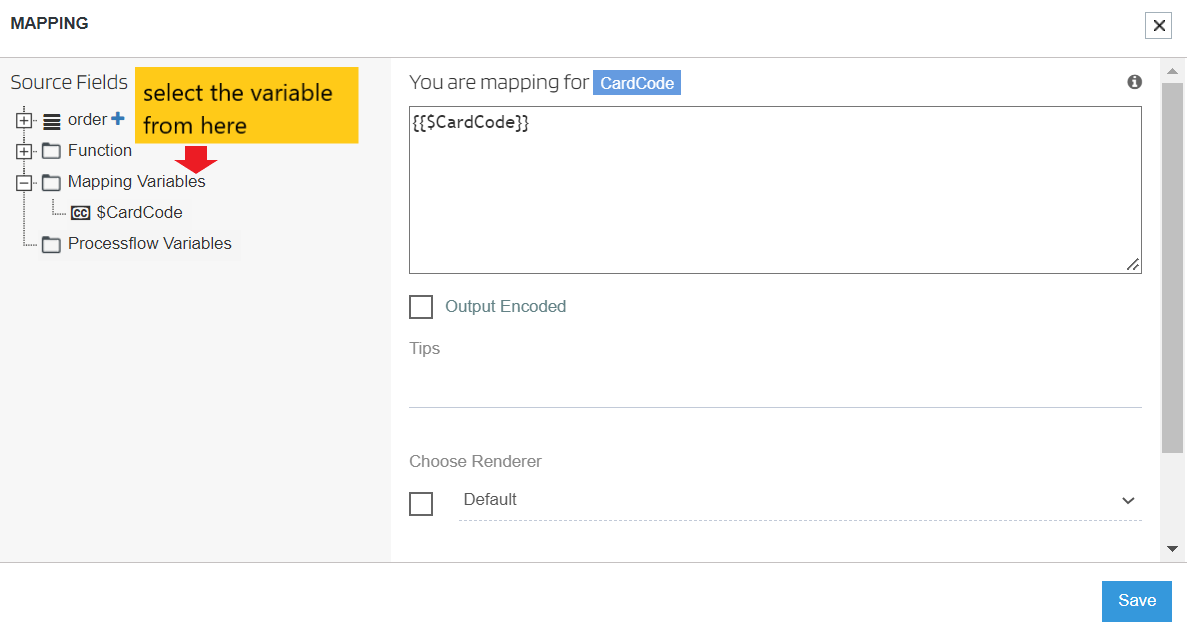 MAPPING
Source Fields
select the variable
from here
order
Function
Mapping Variables
CC $CardCode
Processflow Variables
You are mapping for CardCode
{{$CardCode}}
Output Encoded
Tips
Choose Renderer
Default
Save